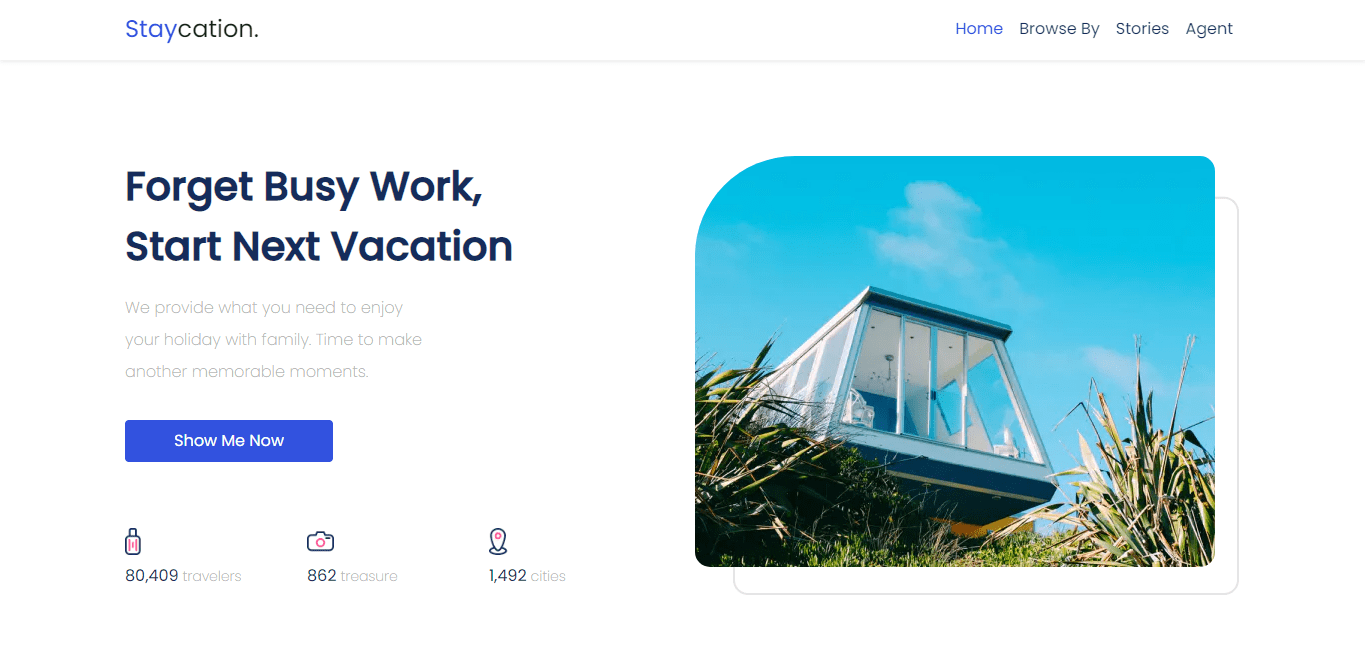 Staycation.
Home Browse By Stories Agent
Forget Busy Work,
Start Next Vacation
We provide what you need to enjoy
your holiday with family. Time to make
another memorable moments.
Show Me Now
80,409 travelers
862 treasure
1,492 cities